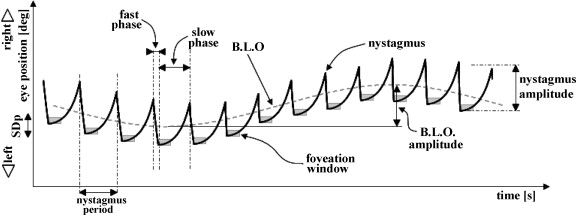 fast
phase
slow
phase
B.L.O
nystagmus
right
eye position [deg]
SDp
left
nystagmus
amplitude
B.L.O.
amplitude
foveation
window
nystagmus
period
time [s]